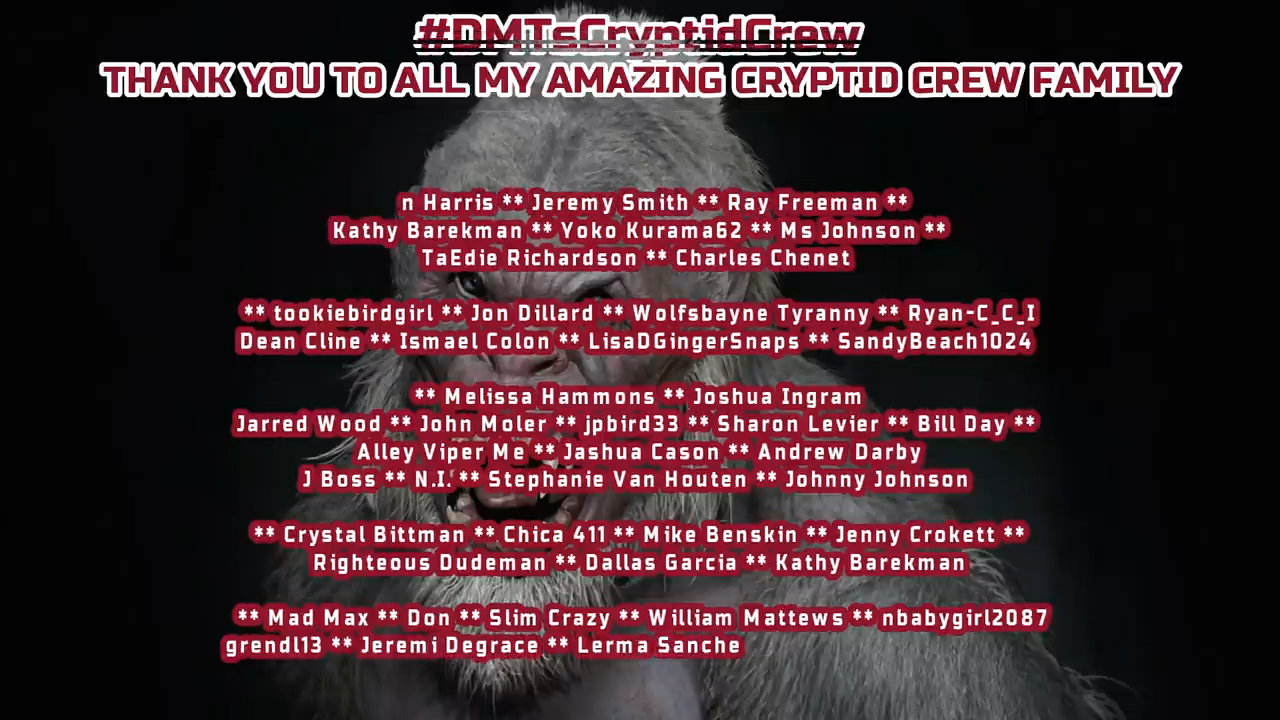 #DMTsCryptidCrew
THANK YOU TO ALL MY AMAZING CRYPTID CREW FAMILY
n Harris ** Jeremy Smith ** Ray Freeman **
Kathy Barekman ** Yoko Kurama62 ** Ms Johnson **
TaEdie Richardson ** Charles Chenet
** tookiebirdgirl ** Jon Dillard ** Wolfsbayne Tyranny ** Ryan-C_C_I
Dean Cline ** Ismael Colon ** LisaDGingerSnaps ** SandyBeach1024
** Melissa Hammons ** Joshua Ingram
Jarred Wood ** John Moler ** jpbird33 ** Sharon Levier ** Bill Day **
Alley Viper Me ** Jashua Cason ** Andrew Darby
J Boss ** N.I. ** Stephanie Van Houten ** Johnny Johnson
** Crystal Bittman ** Chica 411 ** Mike Benskin ** Jenny Crokett **
Righteous Dudeman ** Dallas Garcia ** Kathy Barekman
** Mad Max ** Don ** Slim Crazy ** William Mattews ** nbabygirl2087
grendl13 ** Jeremi Degrace ** Lerma Sanche